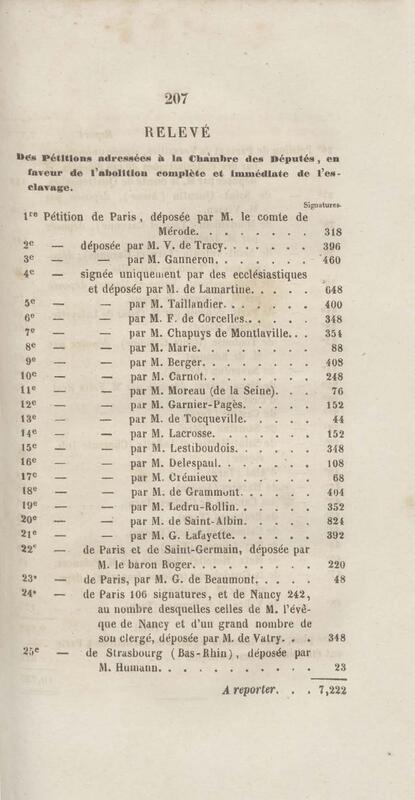 207
RELEVÉ
Des Pétitions adressées à la Chambre des Députés, en
faveur de l'abolition complète et immédiate de l'es-
clavage.
Signatures.
1re Pétition de Paris, déposée par M. le comte de
Mérode. . . . . . . . 318
2e — déposée par M. V. de Tracy. . . . . . 396
3e — — par M. Ganneron. . . . . . . 460
4e — signée uniquement par des ecclésiastiques
et déposée par M. de Lamartine. . . . . 648
5e — — par M. Taillandier. . . . . . . 400
6e — — par M. F. de Corcelles. . . . . 348
7e — — par M. Chapuys de Montlaville. . . 354
8e — — par M. Marie. . . . . . . . 88
9e — — par M. Berger. . . . . . . . 408
10e — — par M. Carnot. . . . . . . . 248
11e — — par M. Moreau (de la Seine). . . 76
12e — — par M. Garnier-Pagès. . . . . . 152
13e — — par M. de Tocqueville. . . . . 44
14e — — par M. Lacrosse. . . . . . . 152
15e — — par M. Lestiboudois. . . . . . 348
16e — — par M. Delespaul. . . . . . . 108
17e — — par M. Crémieux . . . . . . 68
18e — — par M. de Grammont. . . . . . 404
19e — — par M. Ledru-Rollin. . . . . . 352
20e — — par M. de Saint-Albin. . . . . 824
21e — — par M. G. Lafayette. . . . . . 392
22e — de Paris et de Saint-Germain, déposée par
M. le baron Roger. . . . . . . . 220
23e — de Paris, par M. G. de Beaumont. . . . . 48
24e — de Paris 106 signatures, et de Nancy 242,
au nombre desquelles celles de M. l'évê-
que de Nancy et d'un grand nombre de
son clergé, déposée par M. de Vatry. . . 348
25e — de Strasbourg (Bas-Rhin), déposée par
M. Humann. . . . . . . . . . 23
A reporter. . . 7,222